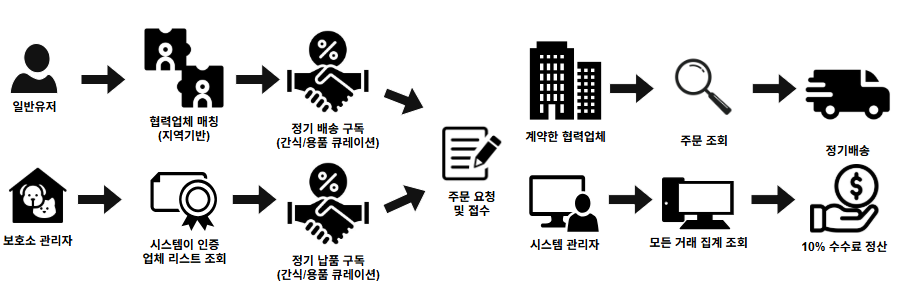 일반유저
협력업체 매칭
(지역기반)
정기 배송 구독
(간식/용품 큐레이션)
보호소 관리자
시스템이 인증
업체 리스트 조회
정기 납품 구독
(간식/용품 큐레이션)
주문 요청
및 접수
계약한 협력업체
주문 조회
정기배송
시스템 관리자
모든 거래 집계 조회
10% 수수료 정산